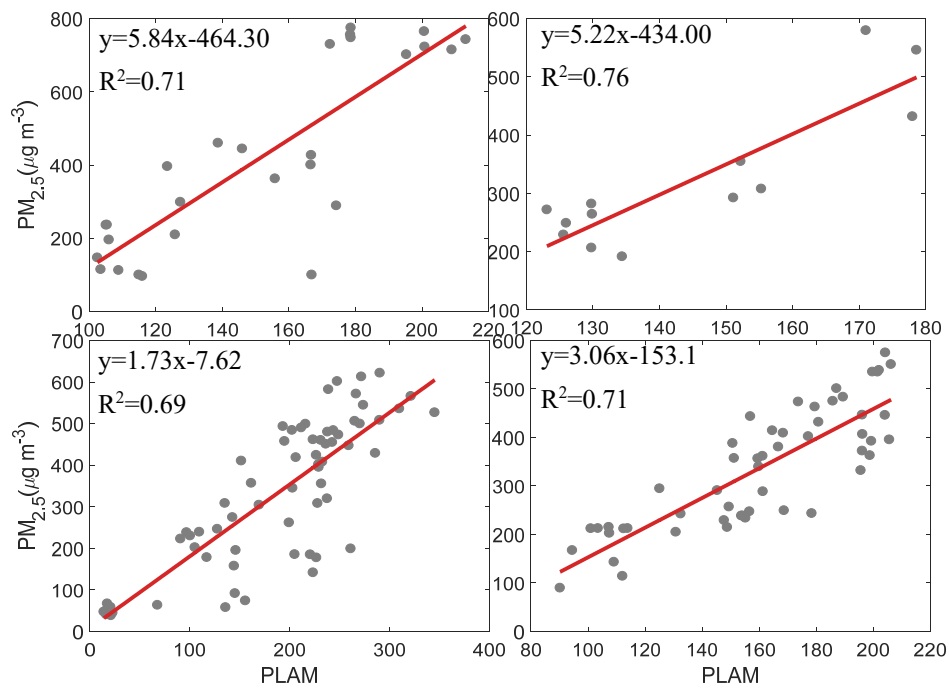 800
600
400
200
0
y=5.84x-464.30
R²=0.71
PM2.5(μg m-3)
100 120 140 160 180 200 220
600
500
400
300
200
100
y=5.22x-434.00
R²=0.76
120 130 140 150 160 170 180
700
600
500
400
300
200
100
0
y=1.73x-7.62
R²=0.69
PM2.5(μg m-3)
0 100 200 300 400
PLAM
600
500
400
300
200
100
0
y=3.06x-153.1
R²=0.71
80 100 120 140 160 180 200 220
PLAM